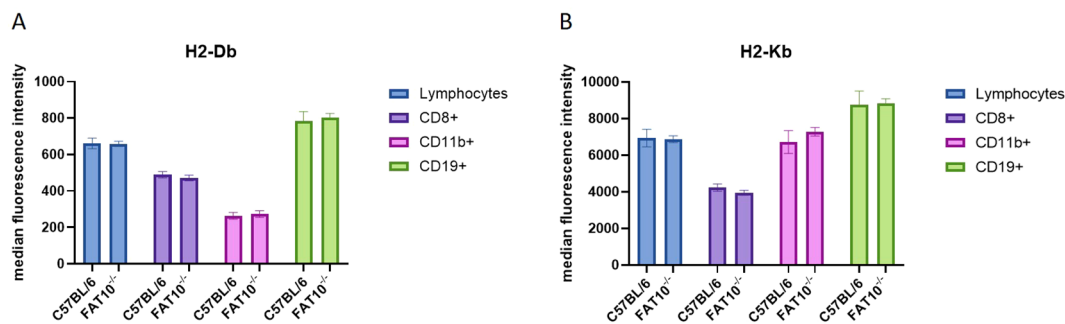 A
H2-Db
median fluorescence intensity
1000
800
600
400
200
0
C57BL/6
FAT10-/-
C57BL/6
FAT10-/-
C57BL/6
FAT10-/-
C57BL/6
FAT10-/-
Lymphocytes
CD8+
CD11b+
CD19+
B
H2-Kb
median fluorescence intensity
10000
8000
6000
4000
2000
0
C57BL/6
FAT10-/-
C57BL/6
FAT10-/-
C57BL/6
FAT10-/-
C57BL/6
FAT10-/-
Lymphocytes
CD8+
CD11b+
CD19+